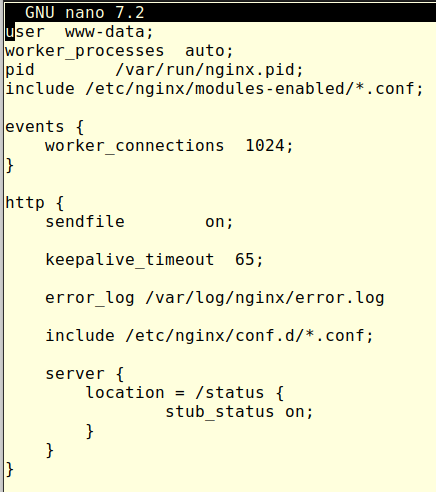 GNU nano 7.2
user  www-data;
worker_processes  auto;
pid        /var/run/nginx.pid;
include /etc/nginx/modules-enabled/*.conf;

events {
    worker_connections  1024;
}

http {
    sendfile        on;

    keepalive_timeout  65;

    error_log /var/log/nginx/error.log

    include /etc/nginx/conf.d/*.conf;

    server {
        location = /status {
                stub_status on;
        }
    }
}